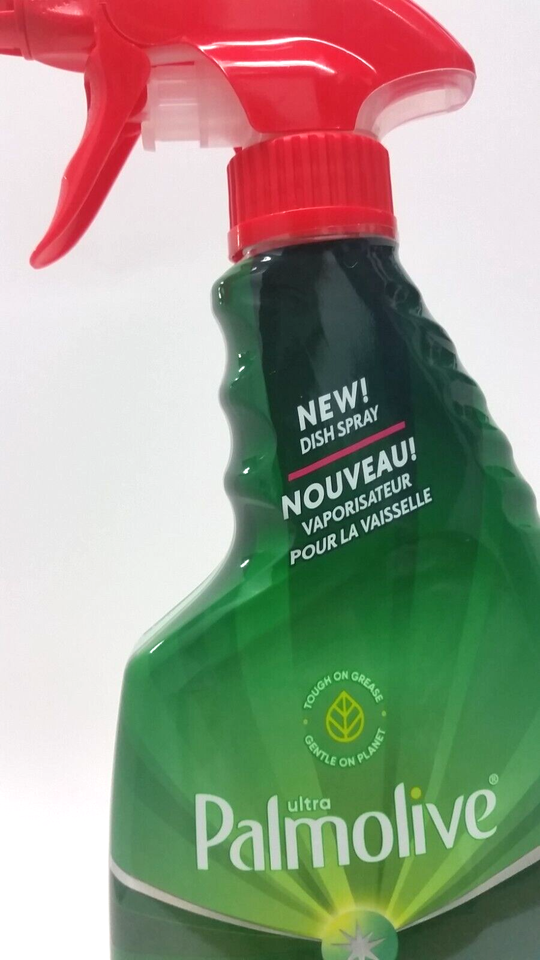 NEW!
DISH SPRAY
NOUVEAU!
VAPORISATEUR
POUR LA VAISSELLE
TOUGH ON GREASE
GENTLE ON PLANET
ultra
Palmolive®